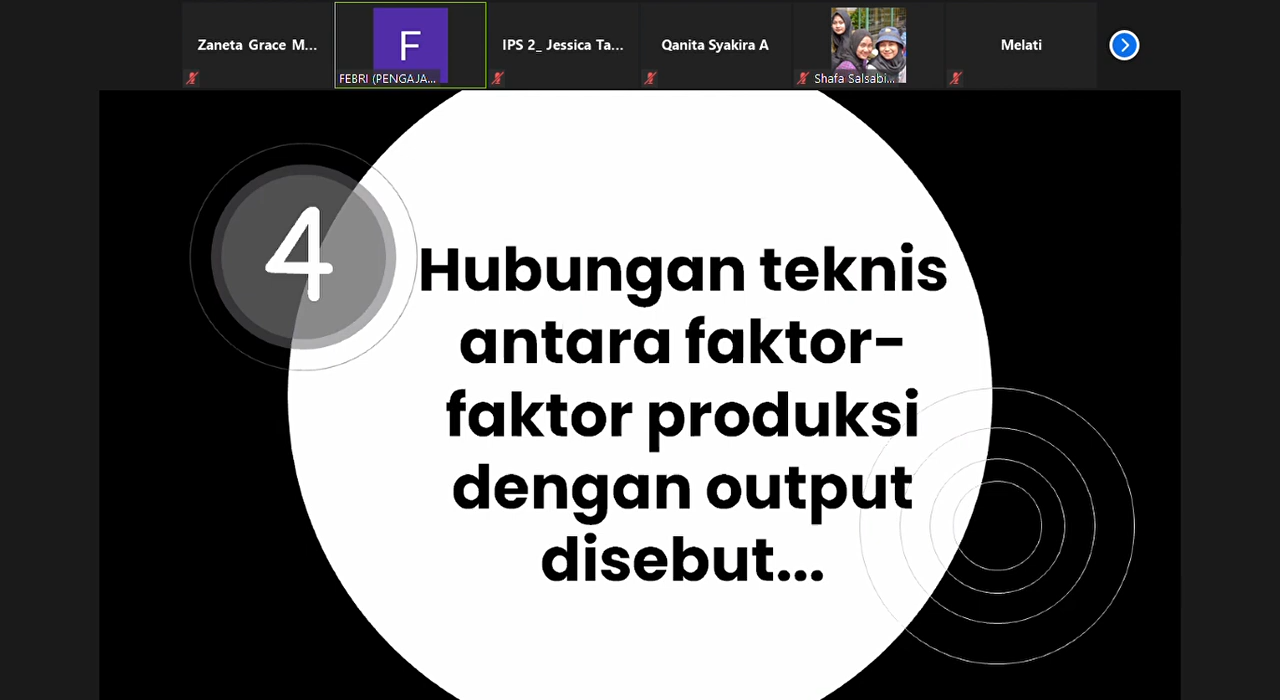 Zaneta Grace M...
F
FEBRI (PENGAJA...
IPS 2_ Jessica Ta...
Qanita Syakira A
Shafa Salsabi...
Melati
4
Hubungan teknis
antara faktor-
faktor produksi
dengan output
disebut...